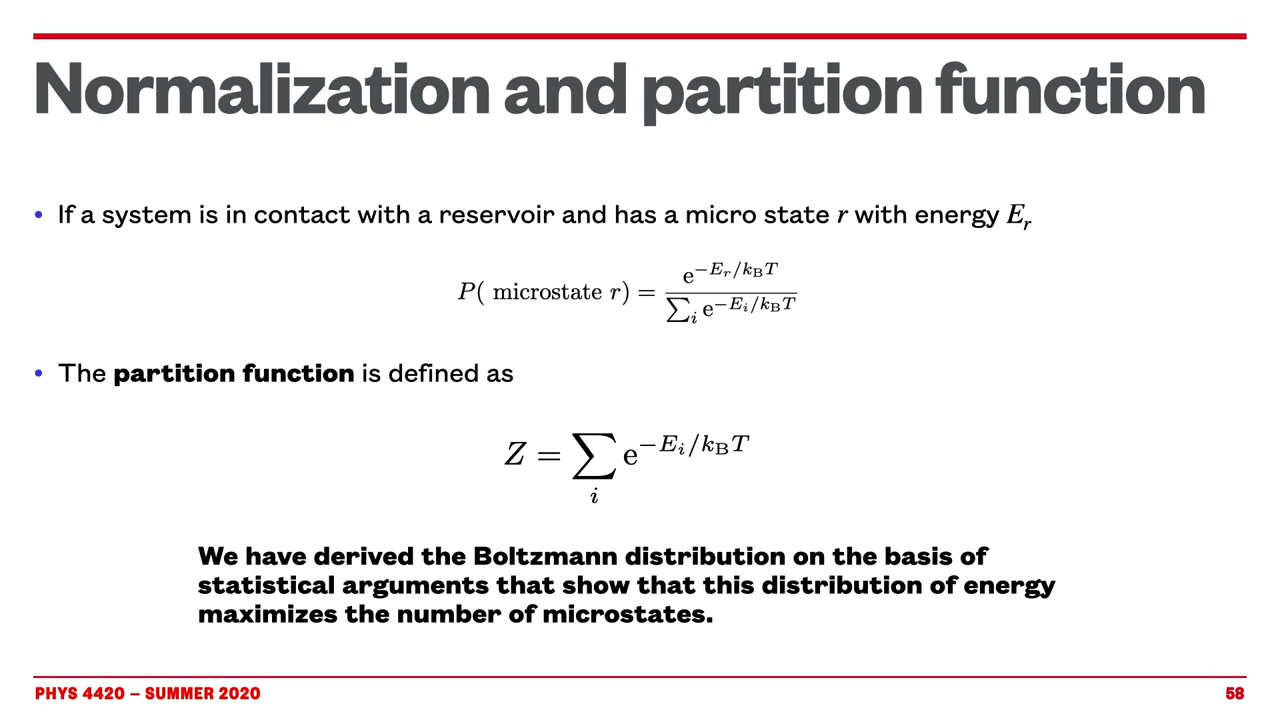 Normalization and partition function
• If a system is in contact with a reservoir and has a micro state r with energy E_r
P( microstate r) = e^{−E_r/k_BT} / ∑_i e^{−E_i/k_BT}
• The partition function is defined as
Z = ∑_i e^{−E_i/k_BT}
We have derived the Boltzmann distribution on the basis of
statistical arguments that show that this distribution of energy
maximizes the number of microstates.
PHYS 4420 – SUMMER 2020 58